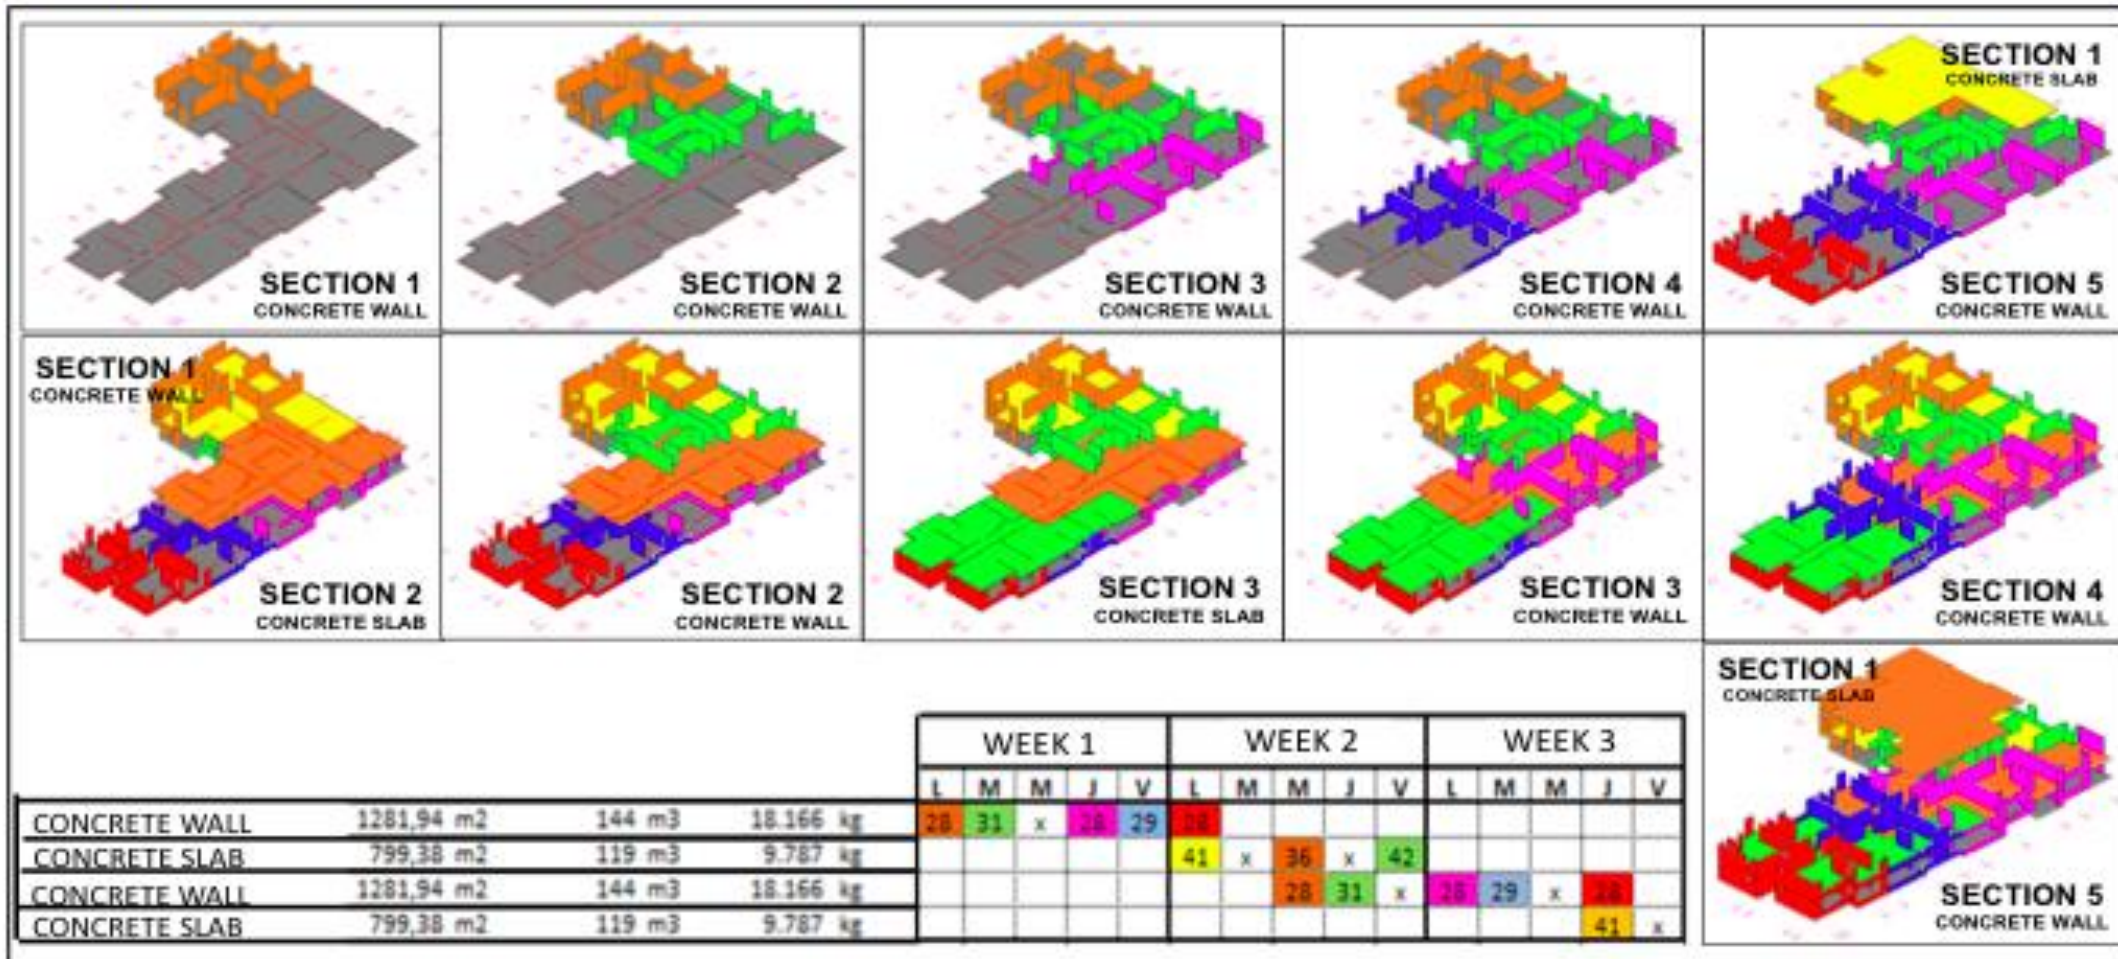 SECTION 1
CONCRETE WALL
SECTION 2
CONCRETE WALL
SECTION 3
CONCRETE WALL
SECTION 4
CONCRETE WALL
SECTION 1
CONCRETE SLAB
SECTION 5
CONCRETE WALL
SECTION 1
CONCRETE WALL
SECTION 2
CONCRETE SLAB
SECTION 2
CONCRETE WALL
SECTION 3
CONCRETE SLAB
SECTION 3
CONCRETE WALL
SECTION 4
CONCRETE WALL
SECTION 1
CONCRETE SLAB
SECTION 5
CONCRETE WALL
WEEK 1 WEEK 2 WEEK 3
L M M J V L M M J V L M M J V
CONCRETE WALL 1281,94 m2 144 m3 18.166 kg 28 31 x 28 29 28
CONCRETE SLAB 799,38 m2 119 m3 9.787 kg 41 x 36 x 42
CONCRETE WALL 1281,94 m2 144 m3 18.166 kg 28 31 x 28 29 x 28
CONCRETE SLAB 799,38 m2 119 m3 9.787 kg 41 x